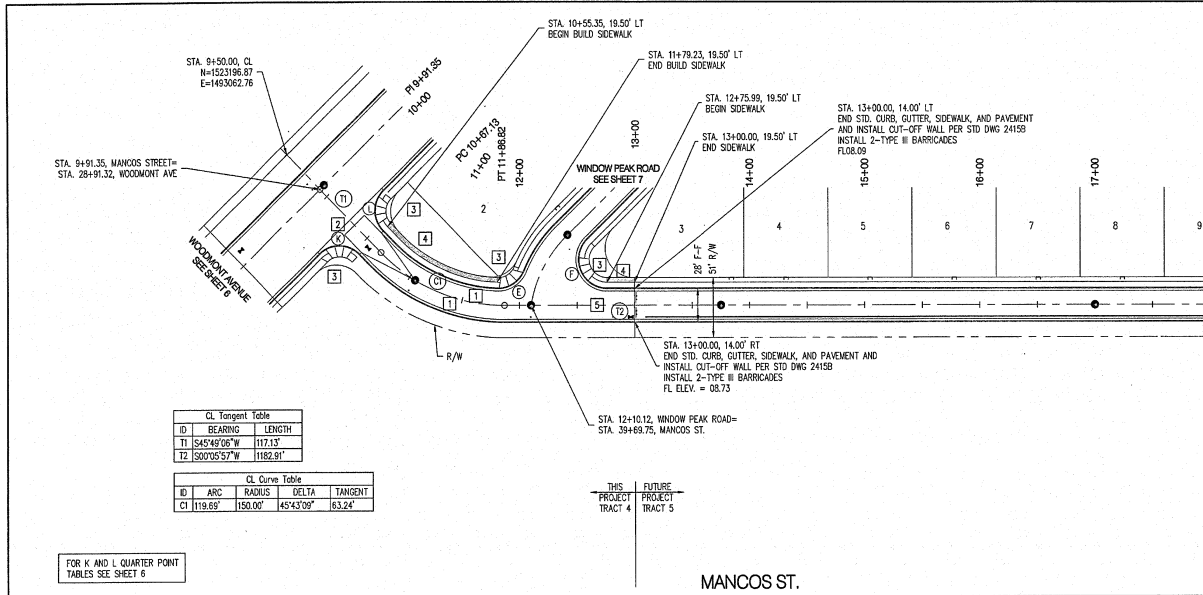 STA. 10+55.35, 19.50' LT
BEGIN BUILD SIDEWALK
STA. 9+50.00, CL
N=1523196.87
E=1493062.76
PI 9+91.35
10+00
STA. 11+79.23, 19.50' LT
END BUILD SIDEWALK
STA. 12+75.99, 19.50' LT
BEGIN SIDEWALK
STA. 13+00.00, 14.00' LT
END STD. CURB, GUTTER, SIDEWALK, AND PAVEMENT
AND INSTALL CUT-OFF WALL PER STD DWG 2415B
INSTALL 2-TYPE III BARRICADES
FL08.09
STA. 13+00.00, 19.50' LT
END SIDEWALK
PC 10+67.13
11+00
PT 11+86.82
12+00
13+00
14+00
15+00
16+00
17+00
STA. 9+91.35, MANCOS STREET=
STA. 28+91.32, WOODMONT AVE
WINDOW PEAK ROAD
SEE SHEET 7
T1
L
3
2
2
K
4
3
3
3
4
3
4
5
6
7
8
9
WOODMONT AVENUE
SEE SHEET 6
28' F-F
51' R/W
F
C1
1
1
E
5
T2
R/W
STA. 13+00.00, 14.00' RT
END STD. CURB, GUTTER, SIDEWALK, AND PAVEMENT AND
INSTALL CUT-OFF WALL PER STD DWG 2415B
INSTALL 2-TYPE III BARRICADES
FL ELEV. = 08.73
STA. 12+10.12, WINDOW PEAK ROAD=
STA. 39+69.75, MANCOS ST.
CL Tangent Table
ID BEARING LENGTH
T1 S45°49'06"W 117.13'
T2 S00°05'57"W 1182.91'
CL Curve Table
ID ARC RADIUS DELTA TANGENT
C1 119.69' 150.00' 45°43'09" 63.24'
THIS FUTURE
PROJECT PROJECT
TRACT 4 TRACT 5
FOR K AND L QUARTER POINT
TABLES SEE SHEET 6
MANCOS ST.